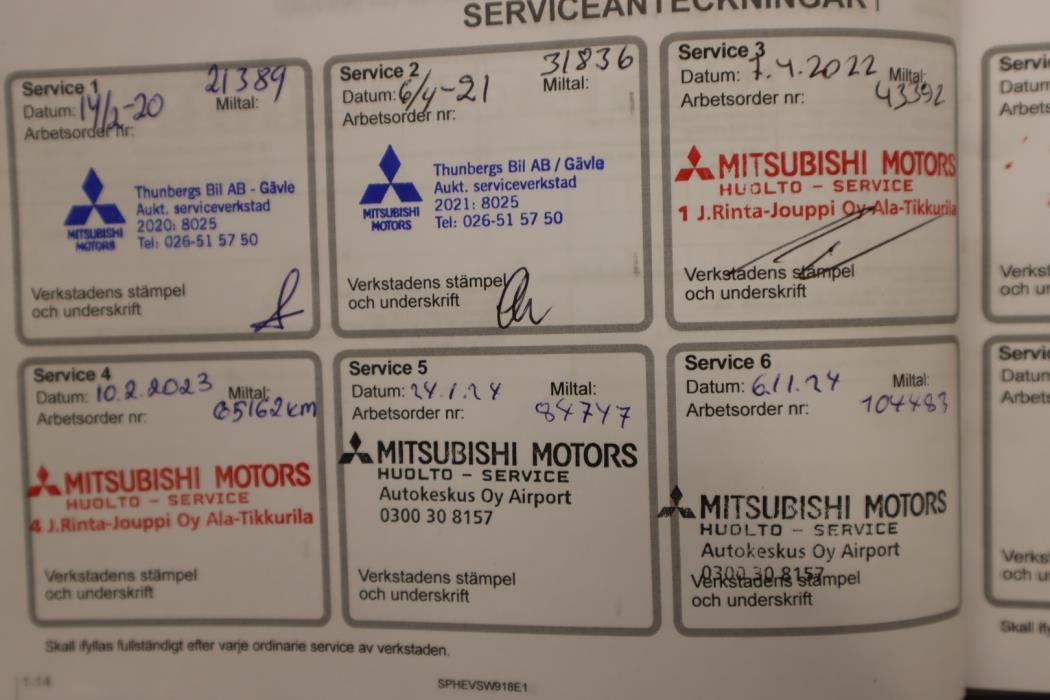 SERVICEANTECKNINGAR
Service 1
21389
Datum: 14/2-20 Miltal:
Arbetsorder nr:
MITSUBISHI
MOTORS
Thunbergs Bil AB - Gävle
Aukt. serviceverkstad
2020: 8025
Tel: 026-51 57 50
Verkstadens stämpel
och underskrift
Service 2
31836
Datum: 6/4-21 Miltal:
Arbetsorder nr:
MITSUBISHI
MOTORS
Thunbergs Bil AB / Gävle
Aukt. serviceverkstad
2021: 8025
Tel: 026-51 57 50
Verkstadens stämpel
och underskrift
Service 3
Datum: 7.4.2022 Miltal:
Arbetsorder nr: 43392
MITSUBISHI MOTORS
HUOLTO - SERVICE
1 J.Rinta-Jouppi Oy Ala-Tikkurila
Verkstadens stämpel
och underskrift
Service 4
Datum: 10.2.2023 Miltal:
Arbetsorder nr: 65162km
MITSUBISHI MOTORS
HUOLTO - SERVICE
4 J.Rinta-Jouppi Oy Ala-Tikkurila
Verkstadens stämpel
och underskrift
Service 5
Datum: 24.1.24 Miltal:
Arbetsorder nr: 84747
MITSUBISHI MOTORS
HUOLTO - SERVICE
Autokeskus Oy Airport
0300 30 8157
Verkstadens stämpel
och underskrift
Service 6
Datum: 6.11.24 Miltal:
Arbetsorder nr: 104483
MITSUBISHI MOTORS
HUOLTO - SERVICE
Autokeskus Oy Airport
0300 30 8157
Verkstadens stämpel
och underskrift
Skall ifyllas fullständigt efter varje ordinarie service av verkstaden.
1-14
SPHEVSW918E1